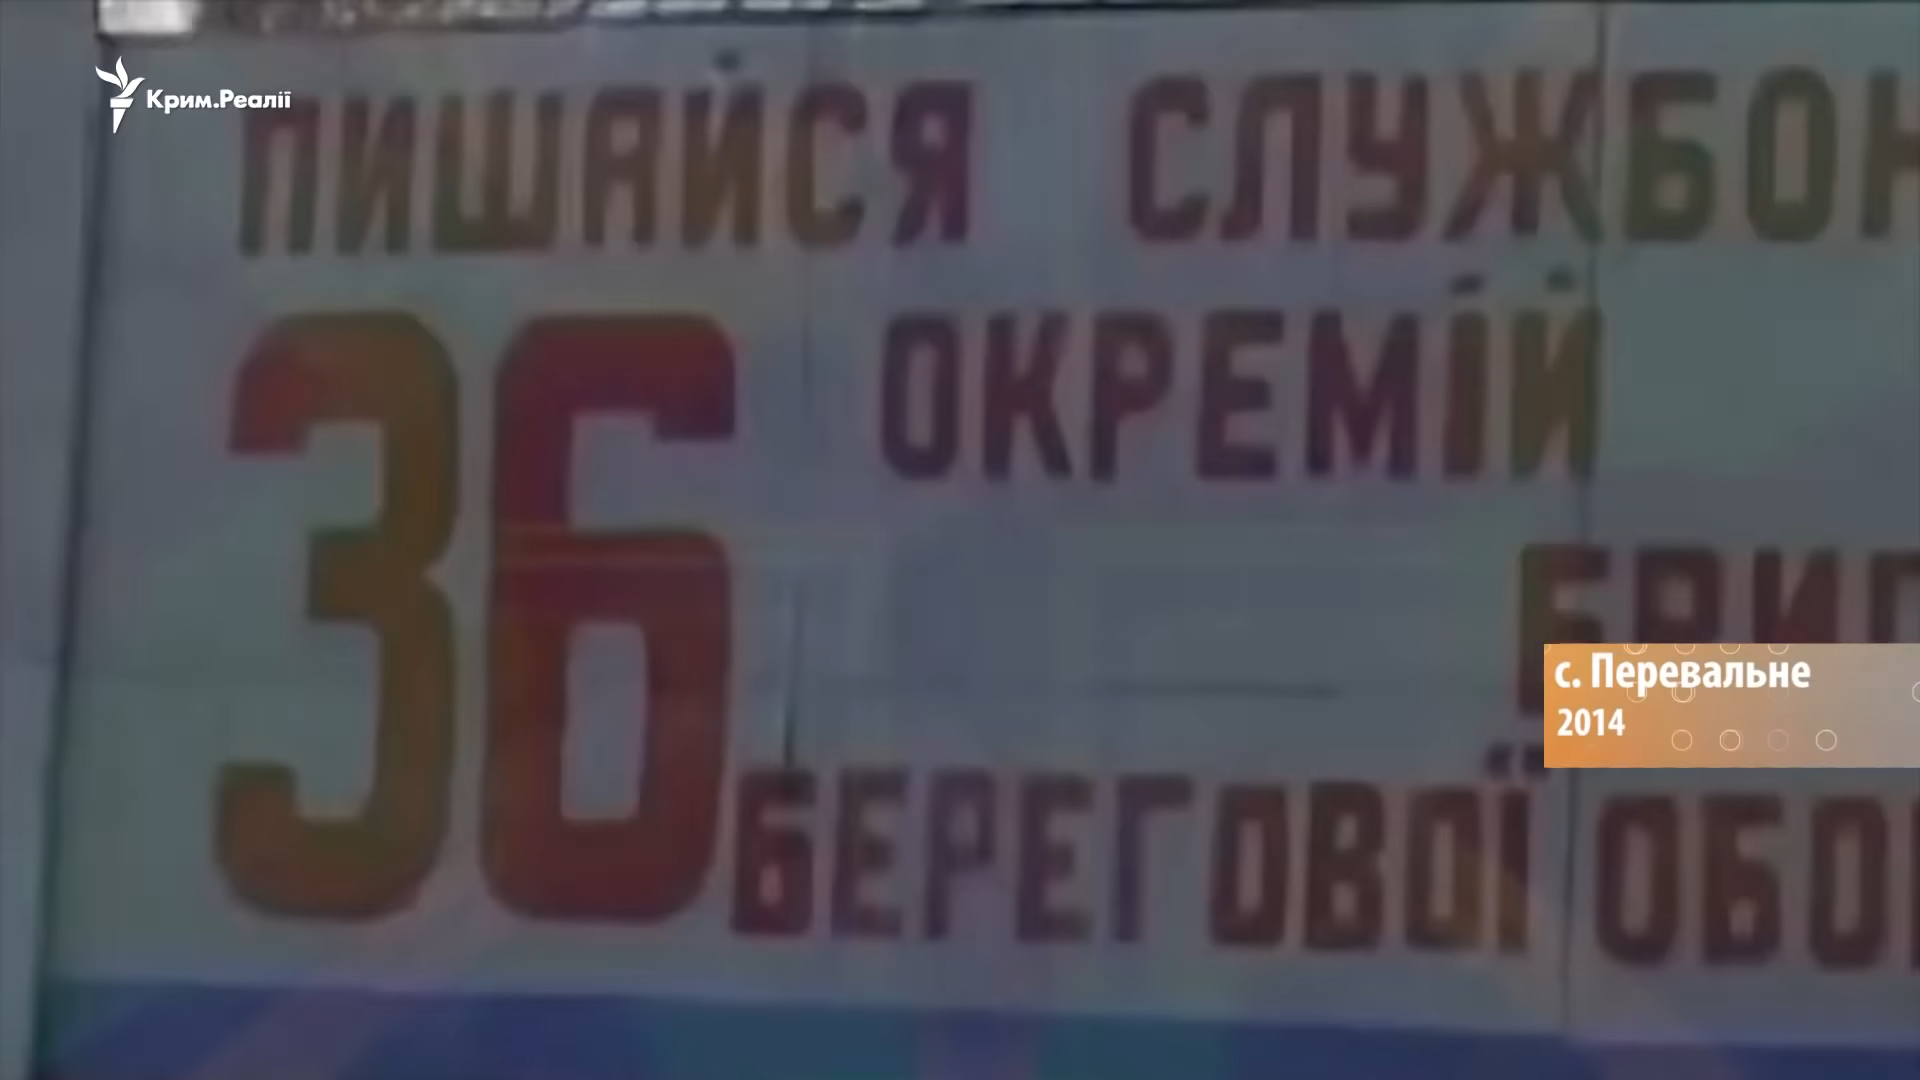 Крим.Реалії
ПИШАЙСЯ СЛУЖБОЮ
36 ОКРЕМІЙ
БЕРЕГОВОЇ
с. Перевальне
2014